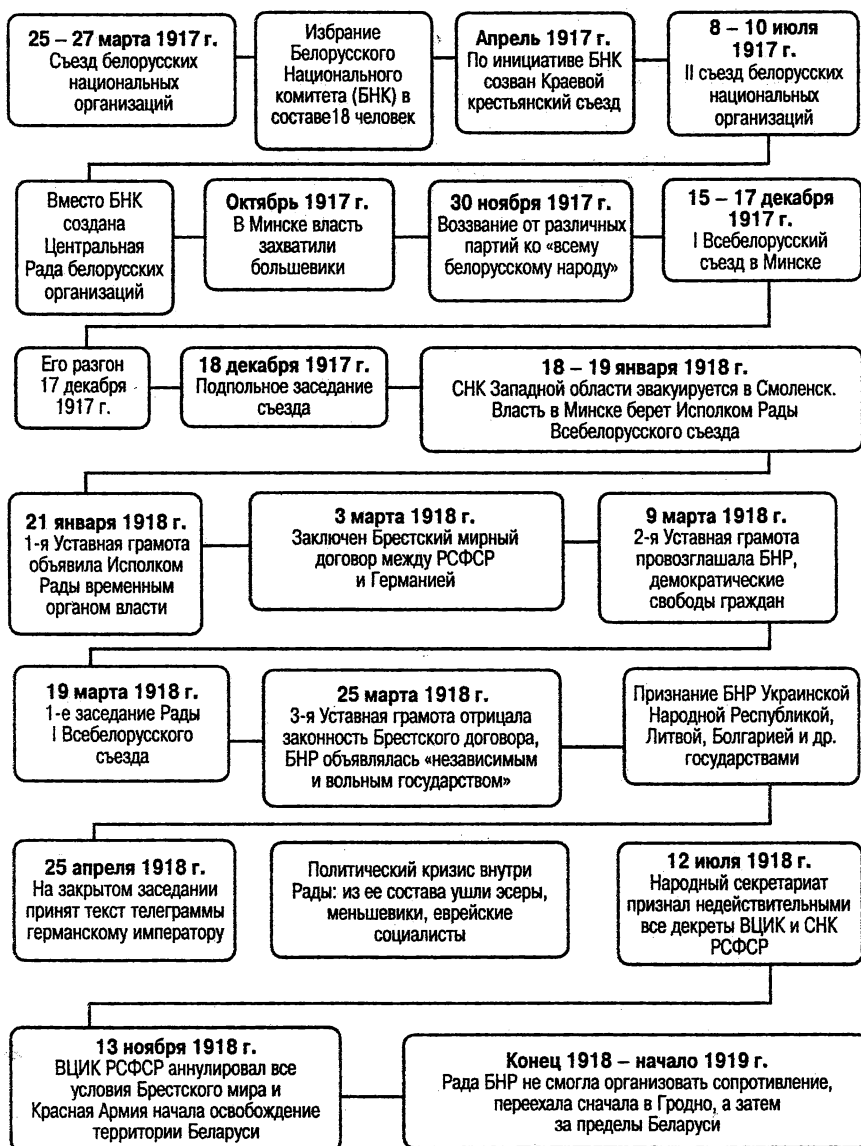 25 – 27 марта 1917 г.
Съезд белорусских
национальных
организаций
Избрание
Белорусского
Национального
комитета (БНК) в
составе18 человек
Апрель 1917 г.
По инициативе БНК
созван Краевой
крестьянский съезд
8 – 10 июля
1917 г.
II съезд белорусских
национальных
организаций
Вместо БНК
создана
Центральная
Рада белорусских
организаций
Октябрь 1917 г.
В Минске власть
захватили
большевики
30 ноября 1917 г.
Воззвание от различных
партий ко «всему
белорусскому народу»
15 – 17 декабря
1917 г.
I Всебелорусский
съезд в Минске
Его разгон
17 декабря
1917 г.
18 декабря 1917 г.
Подпольное заседание
съезда
18 – 19 января 1918 г.
СНК Западной области эвакуируется в Смоленск.
Власть в Минске берет Исполком Рады
Всебелорусского съезда
21 января 1918 г.
1-я Уставная грамота
объявила Исполком
Рады временным
органом власти
3 марта 1918 г.
Заключен Брестский мирный
договор между РСФСР
и Германией
9 марта 1918 г.
2-я Уставная грамота
провозглашала БНР,
демократические
свободы граждан
19 марта 1918 г.
1-е заседание Рады
I Всебелорусского
съезда
25 марта 1918 г.
3-я Уставная грамота отрицала
законность Брестского договора,
БНР объявлялась «независимым
и вольным государством»
Признание БНР Украинской
Народной Республикой,
Литвой, Болгарией и др.
государствами
25 апреля 1918 г.
На закрытом заседании
принят текст телеграммы
германскому императору
Политический кризис внутри
Рады: из ее состава ушли эсеры,
меньшевики, еврейские
социалисты
12 июля 1918 г.
Народный секретариат
признал недействительными
все декреты ВЦИК и СНК
РСФСР
13 ноября 1918 г.
ВЦИК РСФСР аннулировал все
условия Брестского мира и
Красная Армия начала освобождение
территории Беларуси
Конец 1918 – начало 1919 г.
Рада БНР не смогла организовать сопротивление,
переехала сначала в Гродно, а затем
за пределы Беларуси